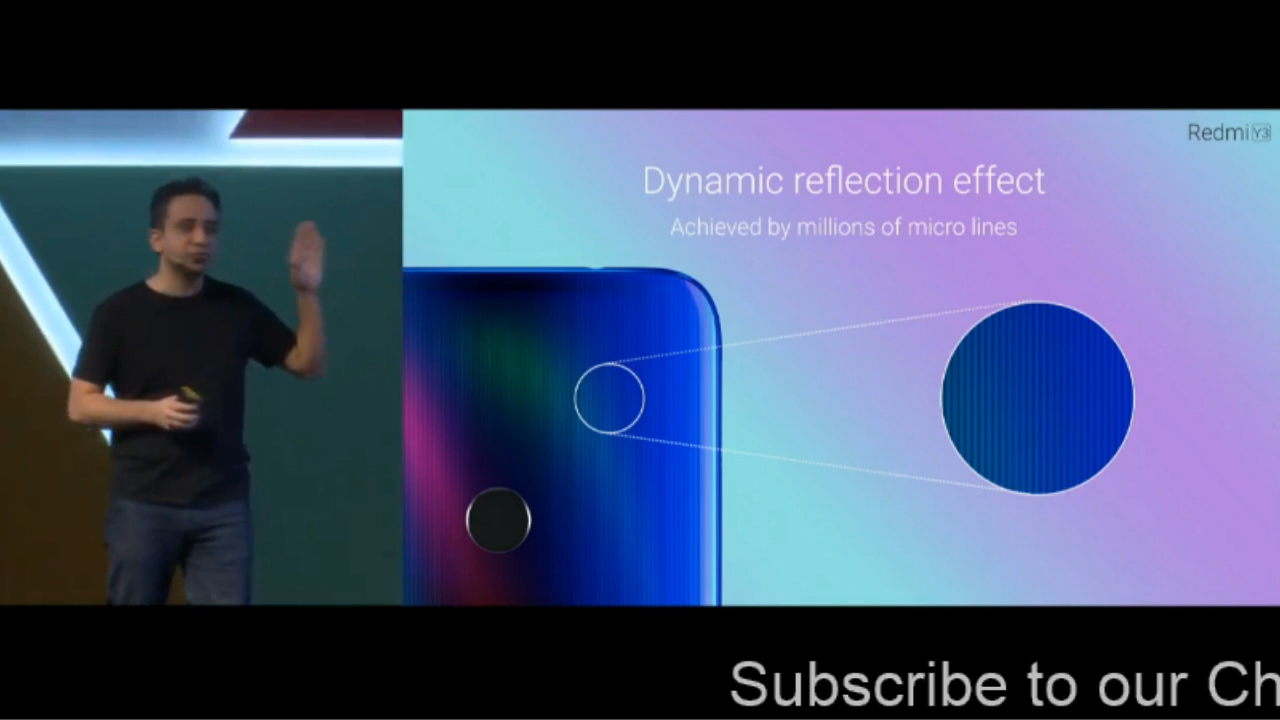 Redmi Y3
Dynamic reflection effect
Achieved by millions of micro lines
Subscribe to our Ch